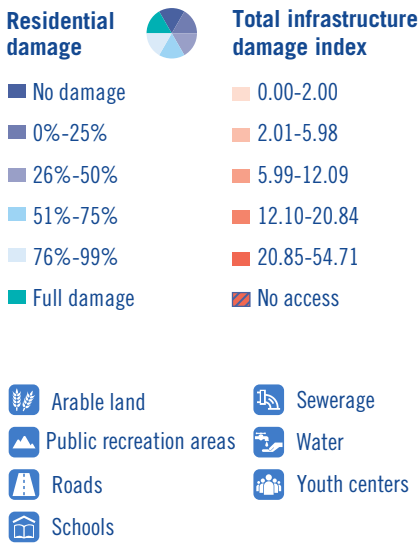 Residential
damage
No damage
0%-25%
26%-50%
51%-75%
76%-99%
Full damage
Total infrastructure
damage index
0.00-2.00
2.01-5.98
5.99-12.09
12.10-20.84
20.85-54.71
No access
Arable land
Public recreation areas
Roads
Schools
Sewerage
Water
Youth centers